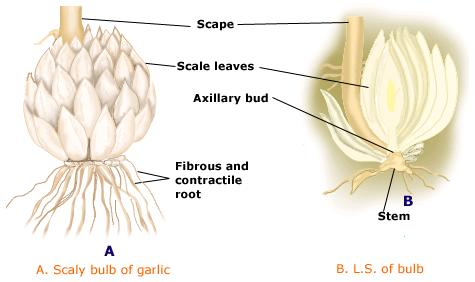 Scape
Scale leaves
Axillary bud
Fibrous and
contractile
root
B
Stem
A
A. Scaly bulb of garlic
B. L.S. of bulb